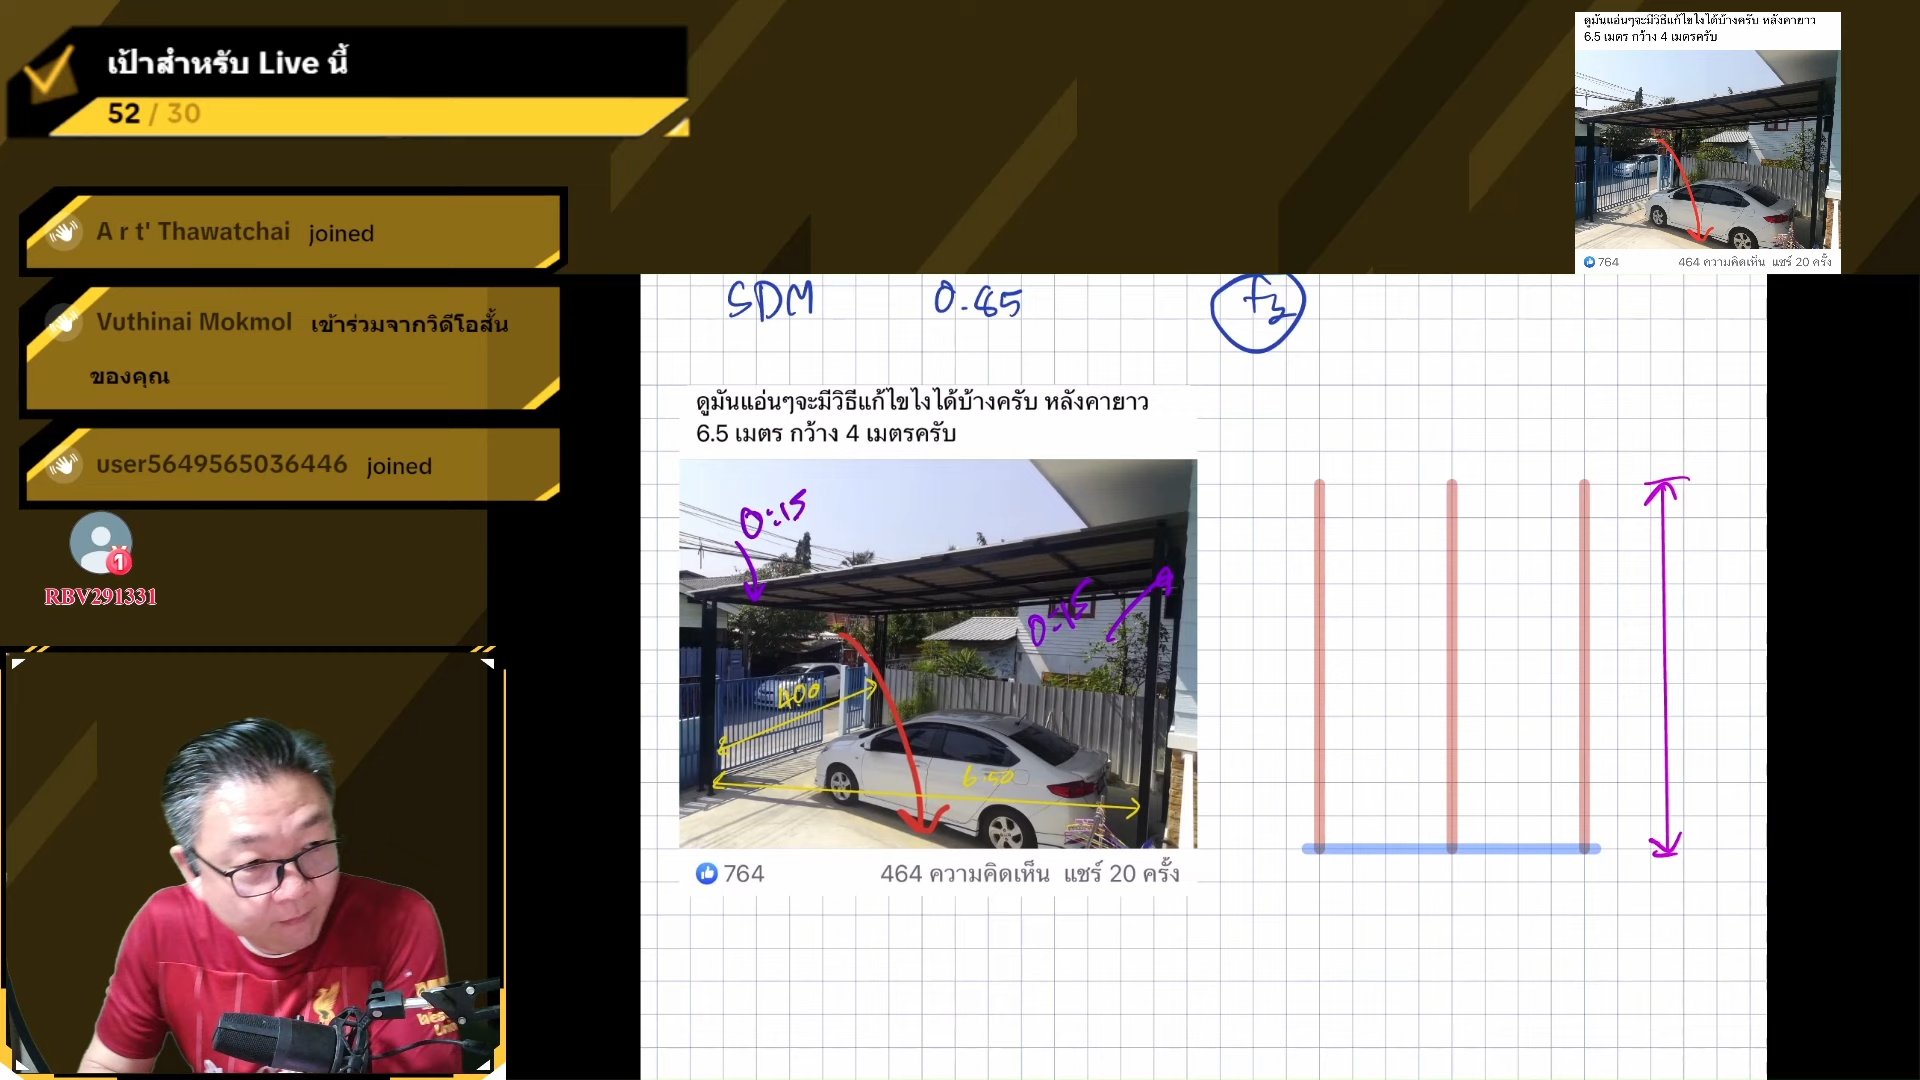 เป้าสำหรับ Live นี้
52 / 30
A r t' Thawatchai joined
Vuthinai Mokmol เข้าร่วมจากวิดีโอสั้น
ของคุณ
user5649565036446 joined
1
RBV291331
ดูมันแอ่นๆจะมีวิธีแก้ไขไงได้บ้างครับ หลังคายาว
6.5 เมตร กว้าง 4 เมตรครับ
764 464 ความคิดเห็น แชร์ 20 ครั้ง
SDM 0.85
ดูมันแอ่นๆจะมีวิธีแก้ไขไงได้บ้างครับ หลังคายาว
6.5 เมตร กว้าง 4 เมตรครับ
0.15
0.15
4.00
6.50
764 464 ความคิดเห็น แชร์ 20 ครั้ง